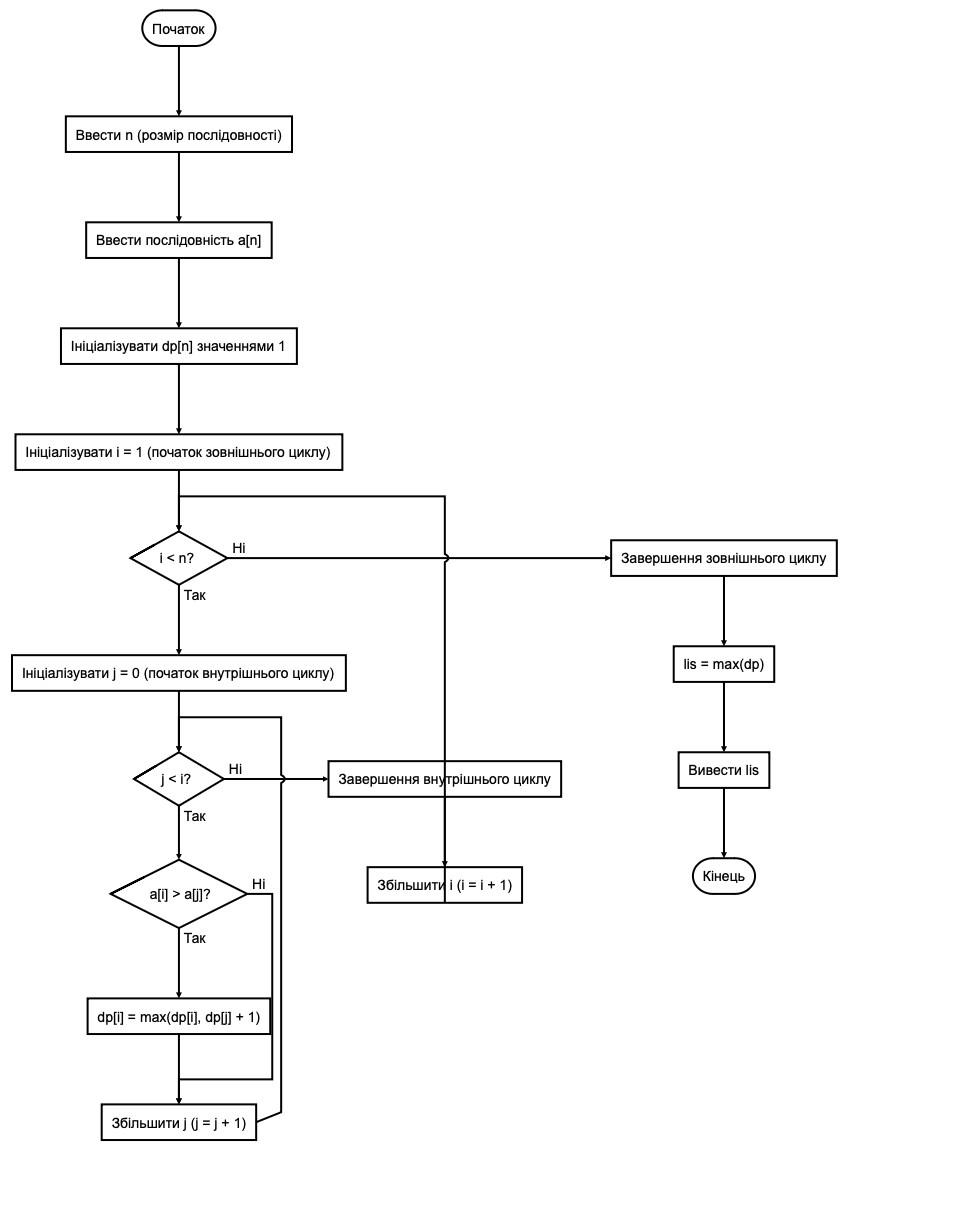 Початок
Ввести n (розмір послідовності)
Ввести послідовність a[n]
Ініціалізувати dp[n] значеннями 1
Ініціалізувати i = 1 (початок зовнішнього циклу)
i < n?
Ні
Так
Завершення зовнішнього циклу
Ініціалізувати j = 0 (початок внутрішнього циклу)
lis = max(dp)
j < i?
Ні
Так
Завершення внутрішнього циклу
Вивести lis
a[i] > a[j]?
Ні
Так
Збільшити i (i = i + 1)
Кінець
dp[i] = max(dp[i], dp[j] + 1)
Збільшити j (j = j + 1)